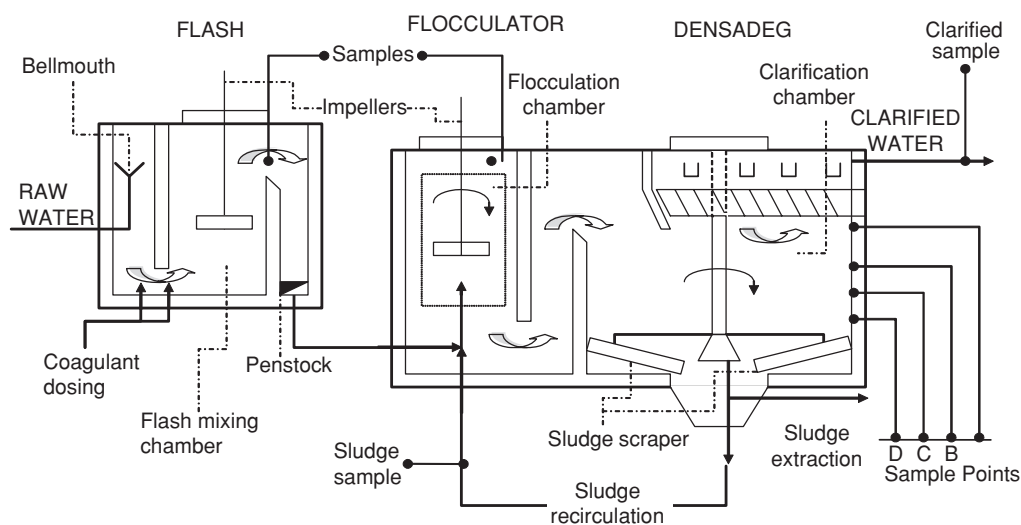 FLASH
FLOCCULATOR
DENSADEG
Clarified
sample
Bellmouth
Samples
Flocculation
chamber
Clarification
chamber
Impellers
CLARIFIED
WATER
RAW
WATER
Coagulant
dosing
Penstock
Flash mixing
chamber
Sludge
sample
Sludge scraper
Sludge
extraction
Sludge
recirculation
D C B
Sample Points